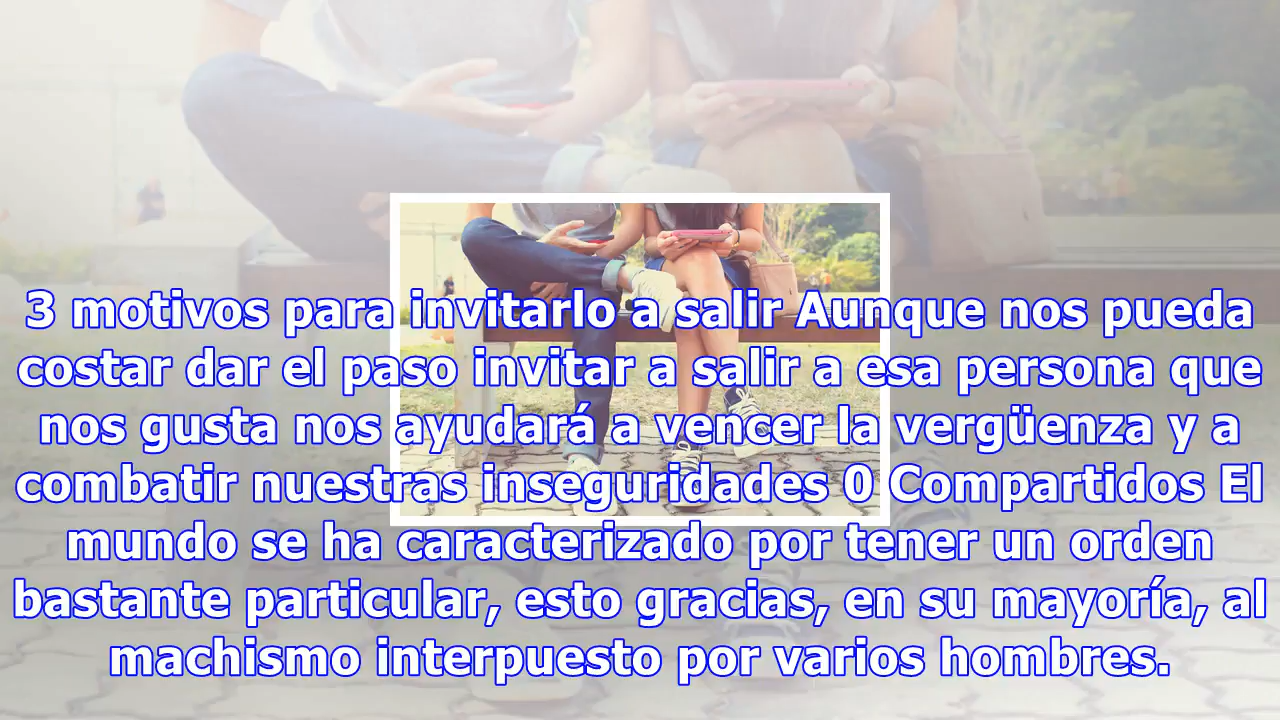 3 motivos para invitarlo a salir Aunque nos pueda
costar dar el paso invitar a salir a esa persona que
nos gusta nos ayudará a vencer la vergüenza y a
combatir nuestras inseguridades 0 Compartidos El
mundo se ha caracterizado por tener un orden
bastante particular, esto gracias, en su mayoría, al
machismo interpuesto por varios hombres.